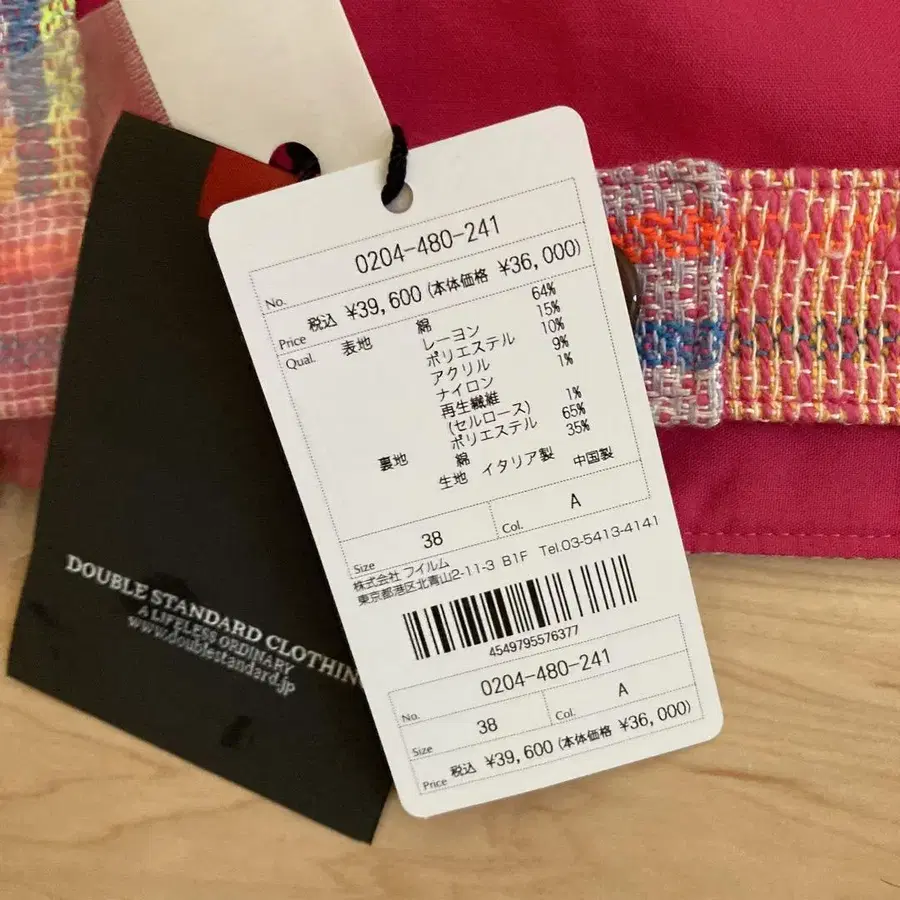 No. 0204-480-241
Price 税込 ¥39,600 (本体価格 ¥36,000)
Qual. 表地 綿 64%
レーヨン 15%
ポリエステル 10%
アクリル 9%
ナイロン 1%
再生繊維
(セルロース) 1%
ポリエステル 65%
裏地 綿 35%
生地 イタリア製 中国製
Size 38 Col. A
株式会社 フイルム
東京都港区北青山2-11-3 B1F Tel.03-5413-4141
4549795576377
No. 0204-480-241
Size 38 Col. A
Price 税込 ¥39,600 (本体価格 ¥36,000)
DOUBLE STANDARD CLOTHIN
A LIFELESS ORDINARY
www.doublestandard.jp